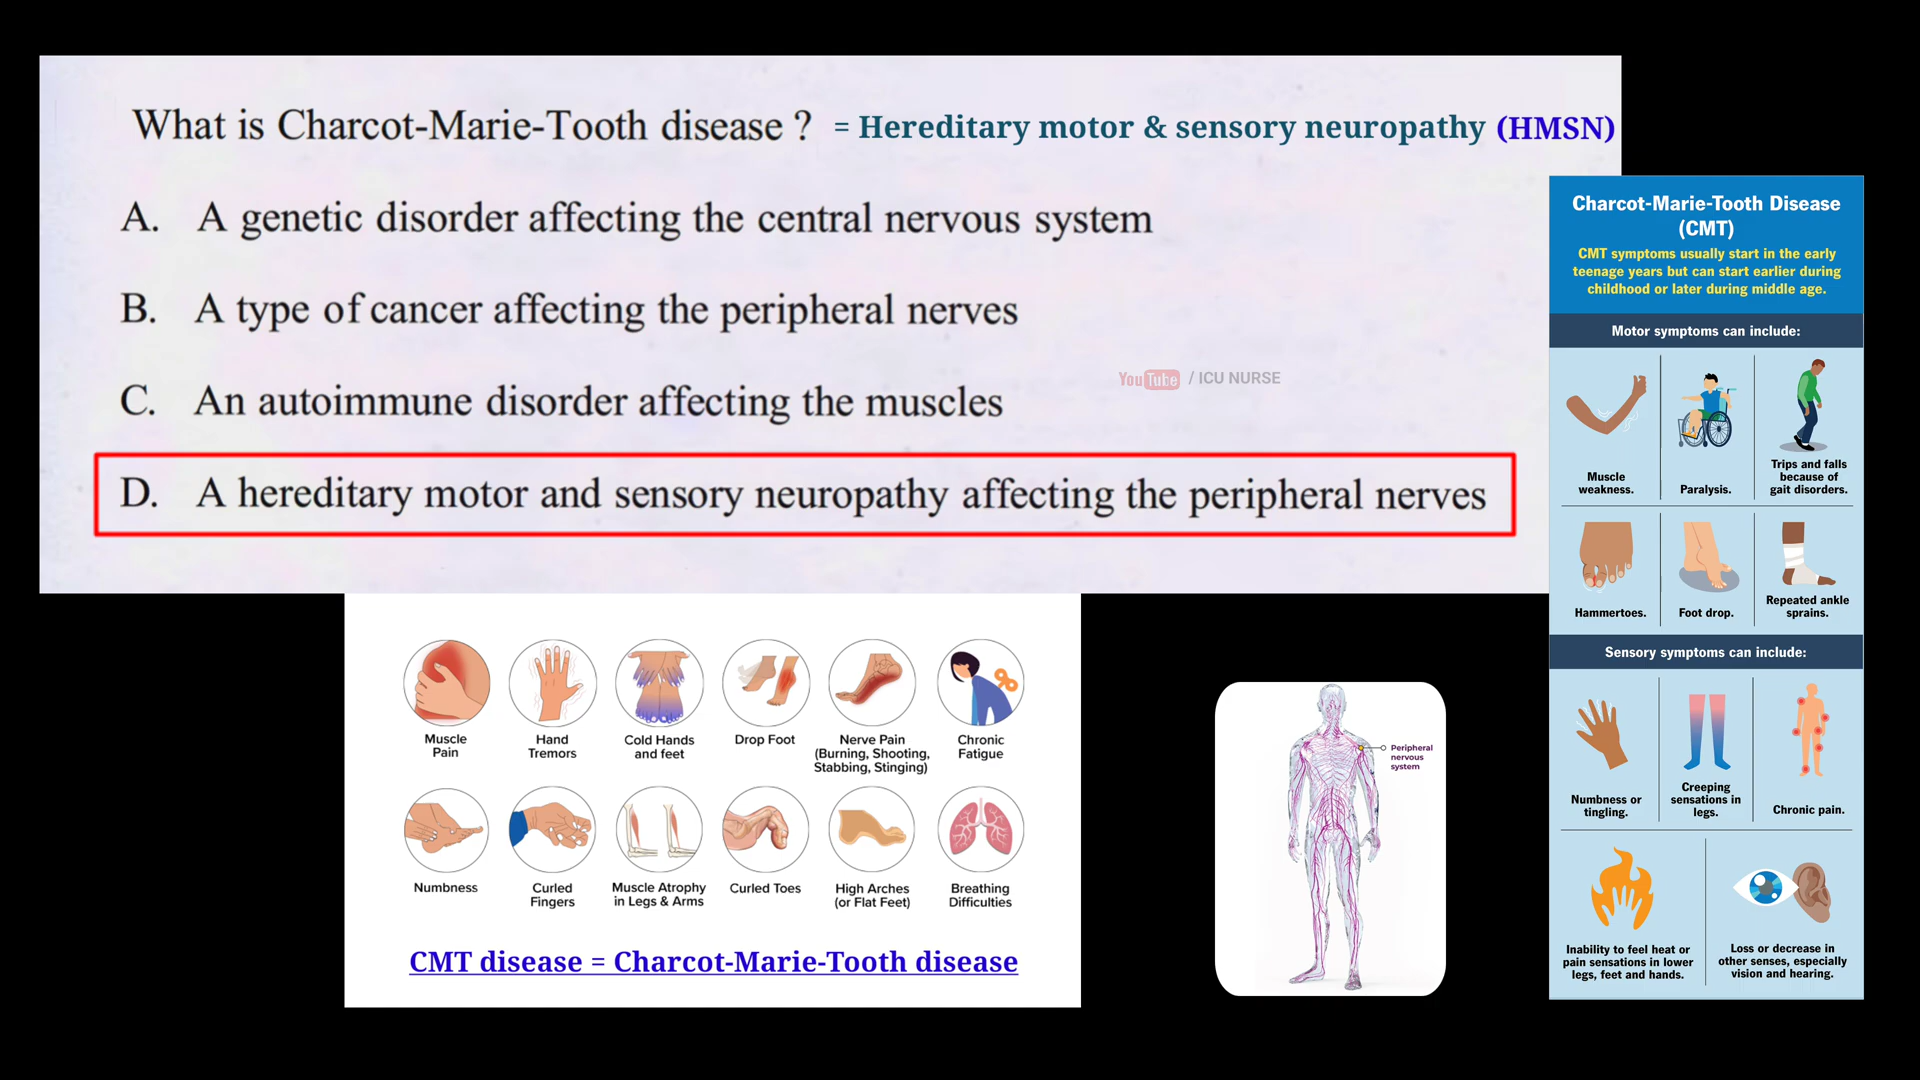 What is Charcot-Marie-Tooth disease ? = Hereditary motor & sensory neuropathy (HMSN)
A. A genetic disorder affecting the central nervous system
B. A type of cancer affecting the peripheral nerves
YouTube / ICU NURSE
C. An autoimmune disorder affecting the muscles
D. A hereditary motor and sensory neuropathy affecting the peripheral nerves
Charcot-Marie-Tooth Disease
(CMT)
CMT symptoms usually start in the early
teenage years but can start earlier during
childhood or later during middle age.
Motor symptoms can include:
Muscle
weakness.
Paralysis.
Trips and falls
because of
gait disorders.
Hammertoes.
Foot drop.
Repeated ankle
sprains.
Sensory symptoms can include:
Numbness or
tingling.
Creeping
sensations in
legs.
Chronic pain.
Inability to feel heat or
pain sensations in lower
legs, feet and hands.
Loss or decrease in
other senses, especially
vision and hearing.
Muscle
Pain
Hand
Tremors
Cold Hands
and feet
Drop Foot
Nerve Pain
(Burning, Shooting,
Stabbing, Stinging)
Chronic
Fatigue
Numbness
Curled
Fingers
Muscle Atrophy
in Legs & Arms
Curled Toes
High Arches
(or Flat Feet)
Breathing
Difficulties
CMT disease = Charcot-Marie-Tooth disease
Peripheral
nervous
system